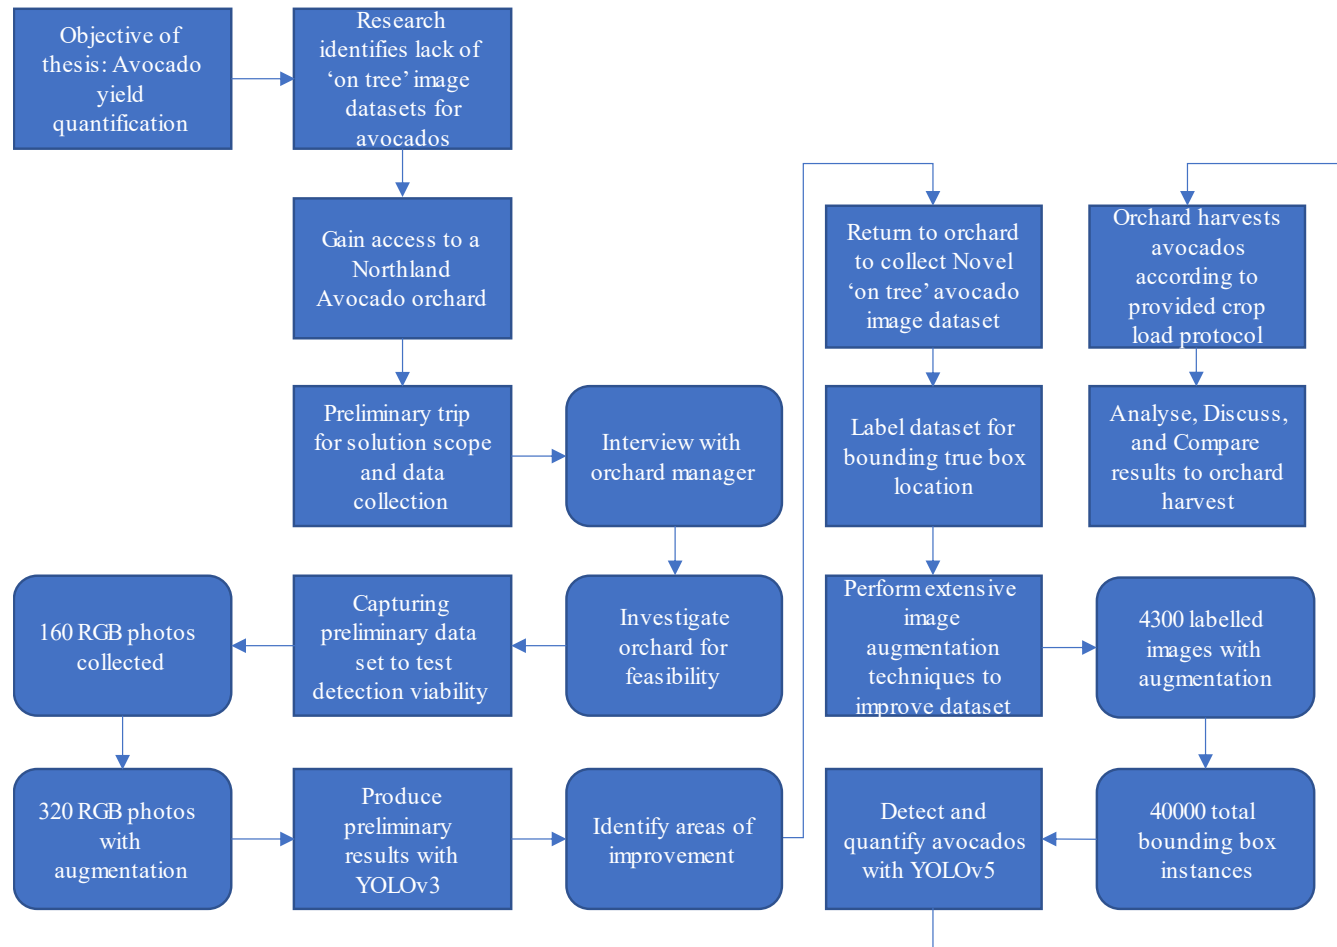 Objective of
thesis: Avocado
yield
quantification
Research
identifies lack of
‘on tree’ image
datasets for
avocados
Gain access to a
Northland
Avocado orchard
Preliminary trip
for solution scope
and data
collection
Interview with
orchard manager
Investigate
orchard for
feasibility
Capturing
preliminary data
set to test
detection viability
160 RGB photos
collected
320 RGB photos
with
augmentation
Produce
preliminary
results with
YOLOv3
Identify areas of
improvement
Return to orchard
to collect Novel
‘on tree’ avocado
image dataset
Label dataset for
bounding true box
location
Perform extensive
image
augmentation
techniques to
improve dataset
4300 labelled
images with
augmentation
40000 total
bounding box
instances
Detect and
quantify avocados
with YOLOv5
Orchard harvests
avocados
according to
provided crop
load protocol
Analyse, Discuss,
and Compare
results to orchard
harvest